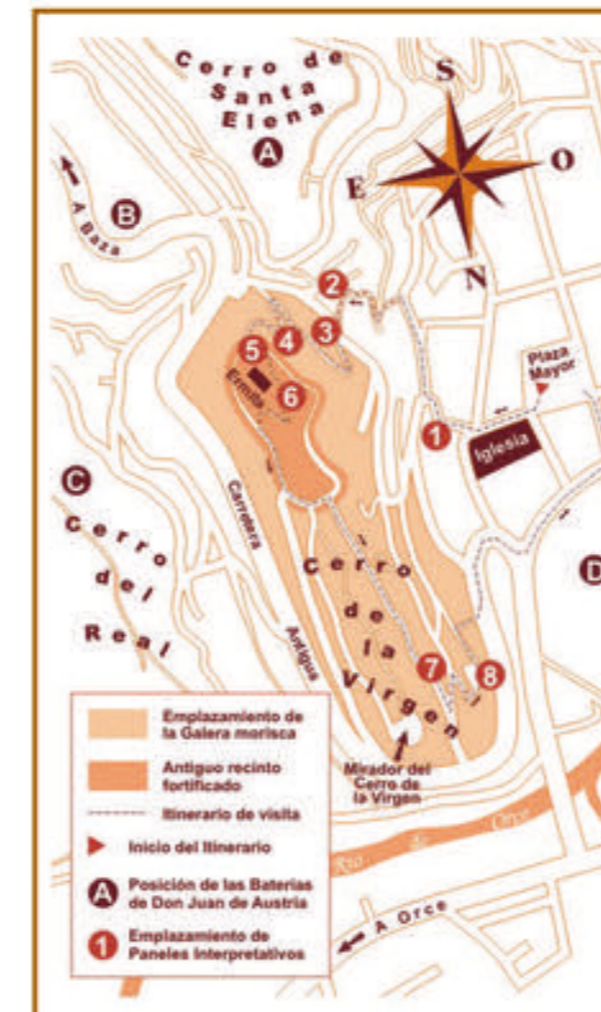 Cerro de
Santa
Elena
A
S
E
O
N
B
A Baza
2
3
4
5
6
Ermita
Plaza
Mayor
1
Iglesia
C
Cerro
del
Real
Carretera
Antigua
Cerro
de
la
Virgen
7
8
D
Mirador del
Cerro de
la Virgen
Río de Orce
A Orce
Emplazamiento de
la Galera morisca
Antiguo recinto
fortificado
Itinerario de visita
Inicio del Itinerario
A
Posición de las Baterías
de Don Juan de Austria
1
Emplazamiento de
Paneles Interpretativos